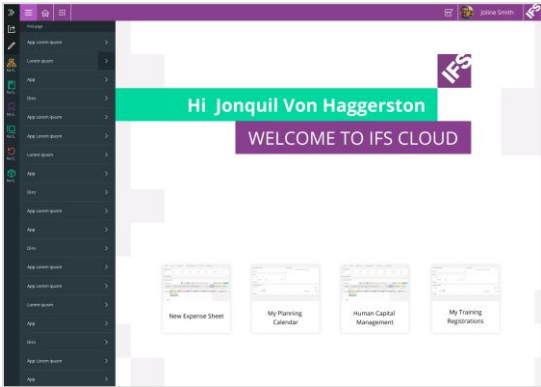 Jolina Smith
IFS
App Lorem Ipsum
Lorem Ipsum
App
Dirs
App Lorem Ipsum
App Lorem Ipsum
Lorem Ipsum
App
Dirs
App Lorem Ipsum
App
Dirs
App Lorem Ipsum
App Lorem Ipsum
Lorem Ipsum
App
Dirs
App Lorem Ipsum
App
IFS
Hi Jonquil Von Haggerston
WELCOME TO IFS CLOUD
New Expense Sheet
My Planning
Calendar
Human Capital
Management
My Training
Registrations